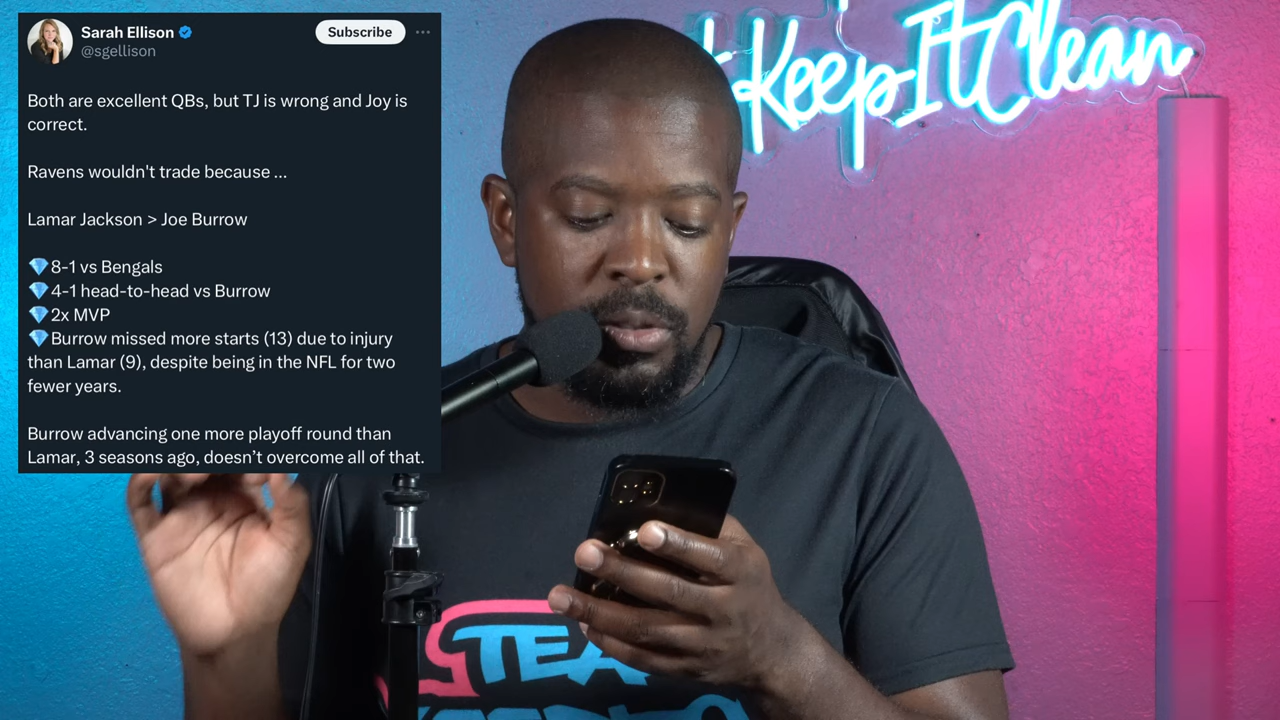 Sarah Ellison
Subscribe
@sgellison
Both are excellent QBs, but TJ is wrong and Joy is
correct.
Ravens wouldn't trade because ...
Lamar Jackson > Joe Burrow
💎8-1 vs Bengals
💎4-1 head-to-head vs Burrow
💎2x MVP
💎Burrow missed more starts (13) due to injury
than Lamar (9), despite being in the NFL for two
fewer years.
Burrow advancing one more playoff round than
Lamar, 3 seasons ago, doesn’t overcome all of that.
KeepItClean